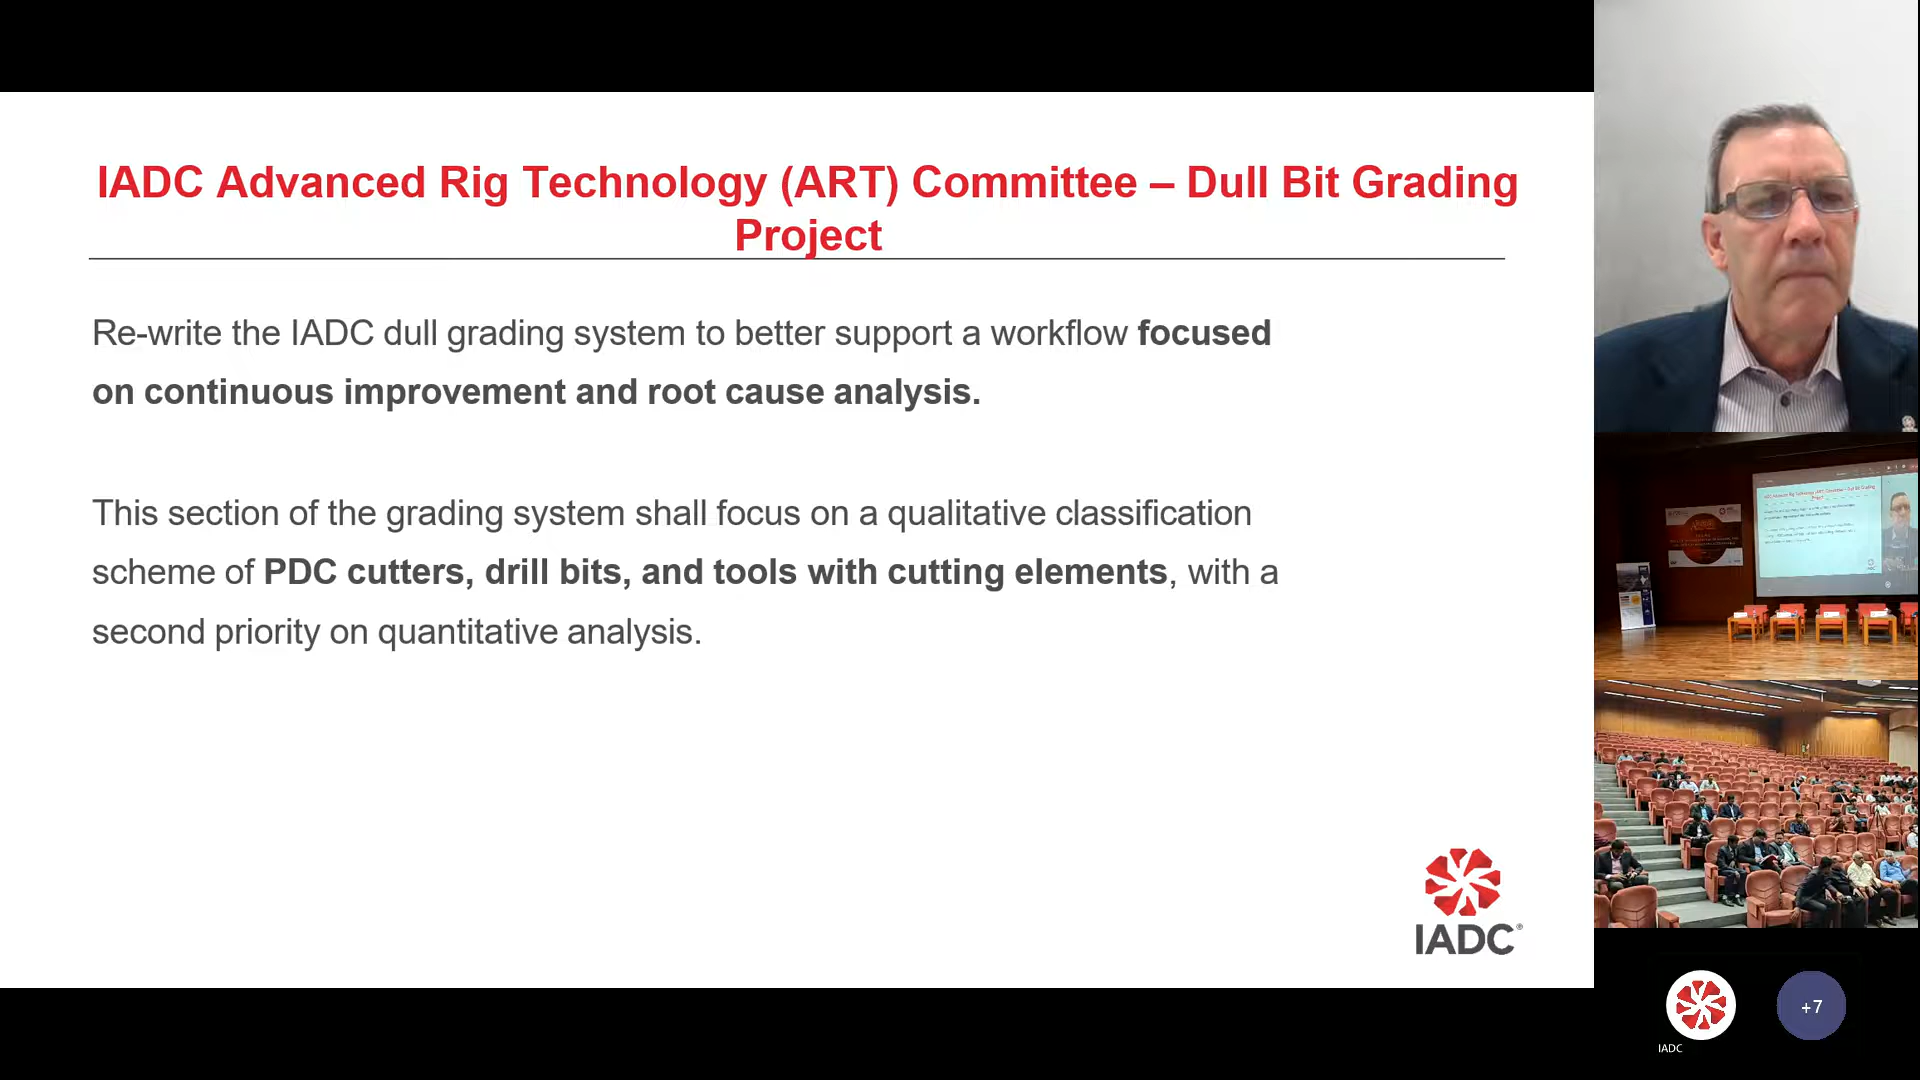 IADC Advanced Rig Technology (ART) Committee – Dull Bit Grading
Project
Re-write the IADC dull grading system to better support a workflow focused
on continuous improvement and root cause analysis.
This section of the grading system shall focus on a qualitative classification
scheme of PDC cutters, drill bits, and tools with cutting elements, with a
second priority on quantitative analysis.
IADC®
IADC
+7